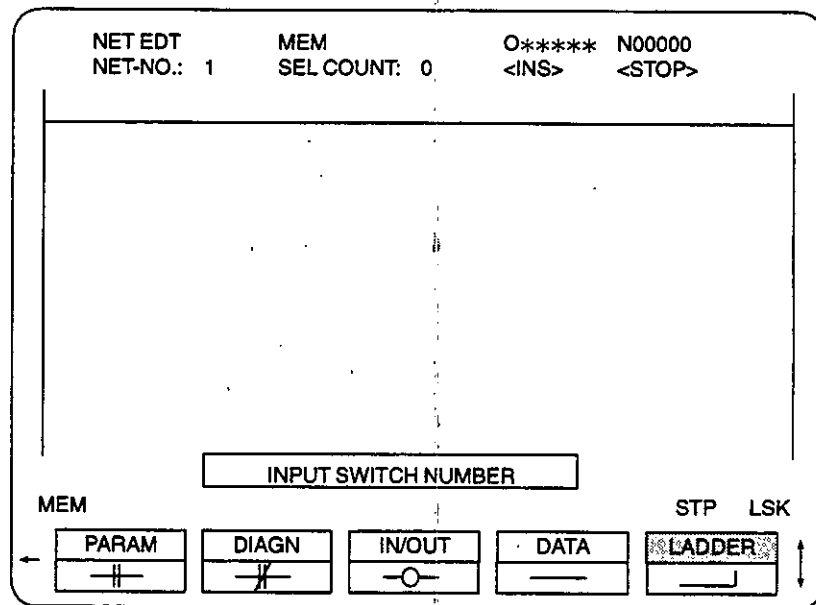 NET EDT MEM O***** N00000
NET-NO.: 1 SEL COUNT: 0 <INS> <STOP>
INPUT SWITCH NUMBER
MEM STP LSK
PARAM DIAGN IN/OUT DATA LADDER